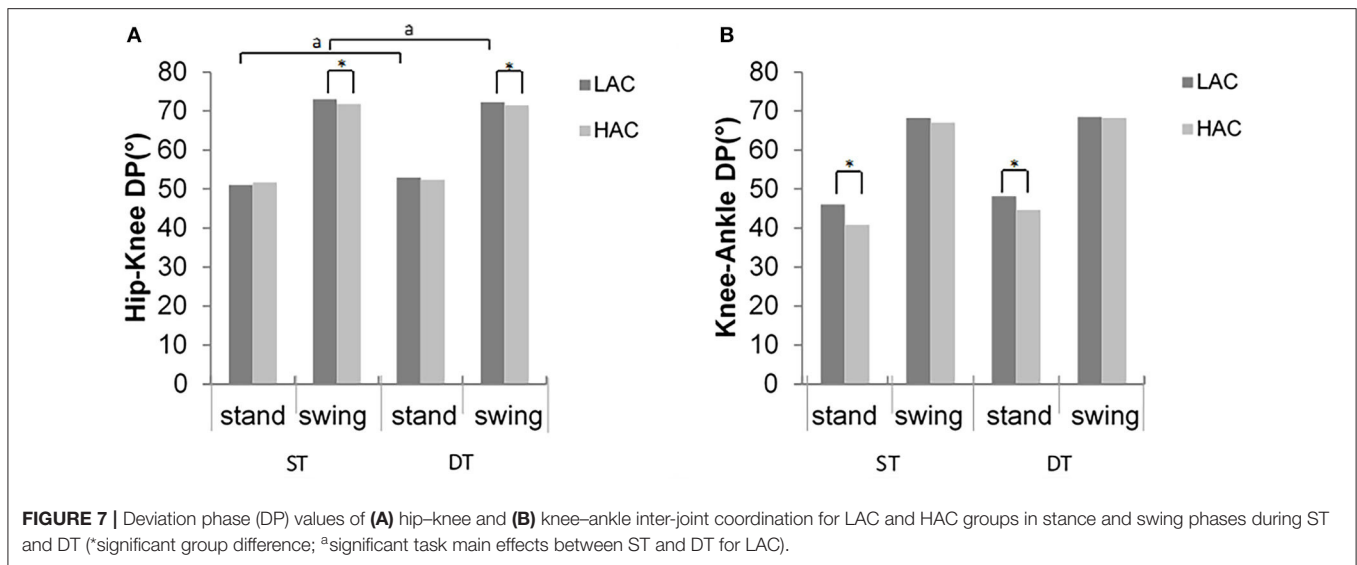 A
a
a
*
*
80
70
60
50
40
30
20
10
0
Hip-Knee DP(°)
LAC
HAC
stand swing stand swing
ST DT
B
*
*
80
70
60
50
40
30
20
10
0
Knee-Ankle DP(°)
LAC
HAC
stand swing stand swing
ST DT
FIGURE 7 | Deviation phase (DP) values of (A) hip–knee and (B) knee–ankle inter-joint coordination for LAC and HAC groups in stance and swing phases during ST
and DT (*significant group difference; ᵃsignificant task main effects between ST and DT for LAC).